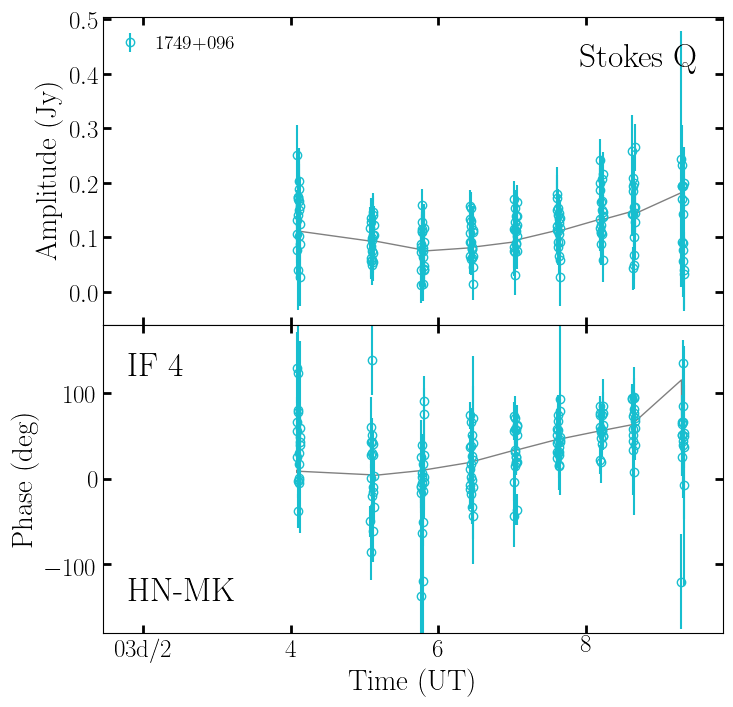 0.5
1749+096
Stokes Q
0.4
0.3
0.2
0.1
0.0
Amplitude (Jy)
IF 4
100
0
−100
Phase (deg)
HN-MK
03d/2
4
6
8
Time (UT)